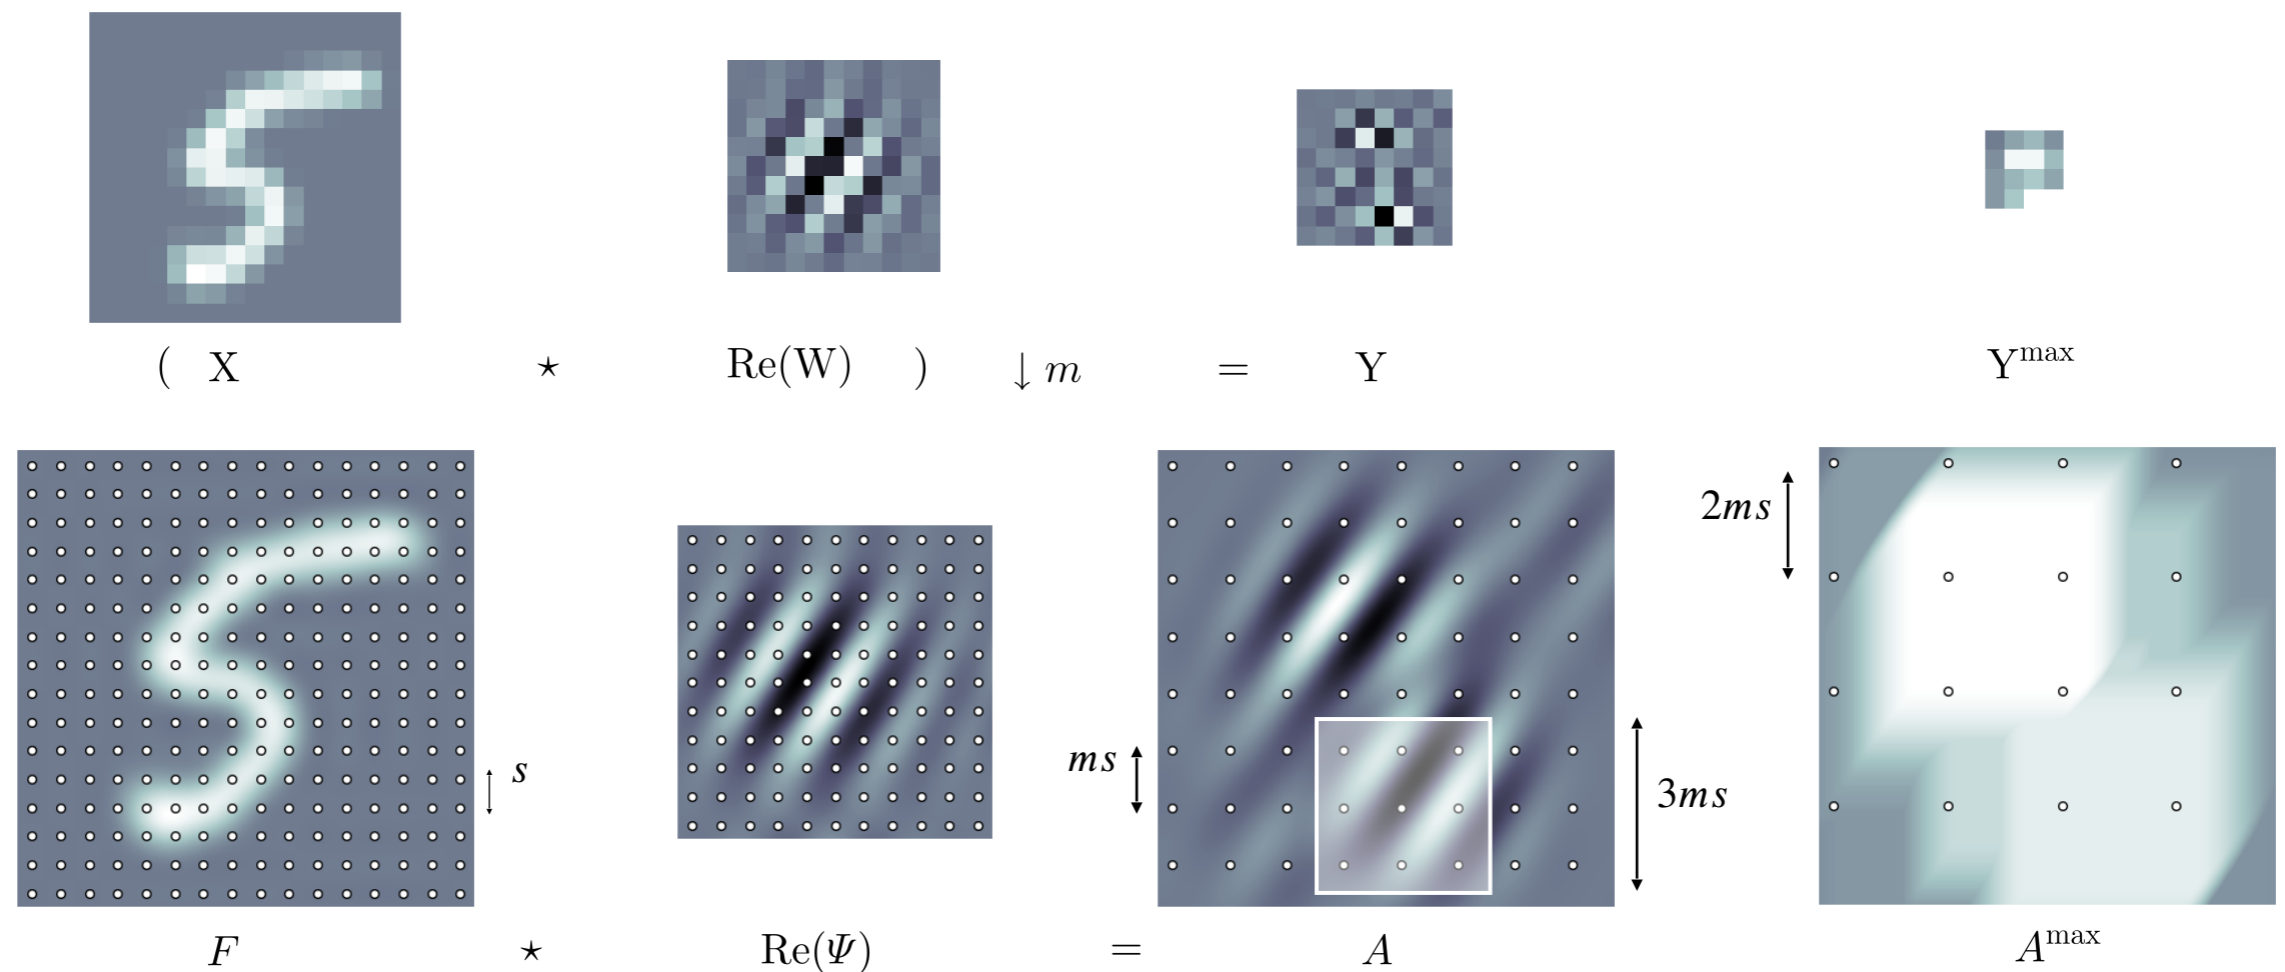 ( X ⋆ Re(W) ) ↓ m = Y Y^max
2ms
s
ms
3ms
F ⋆ Re(Ψ) = A A^max